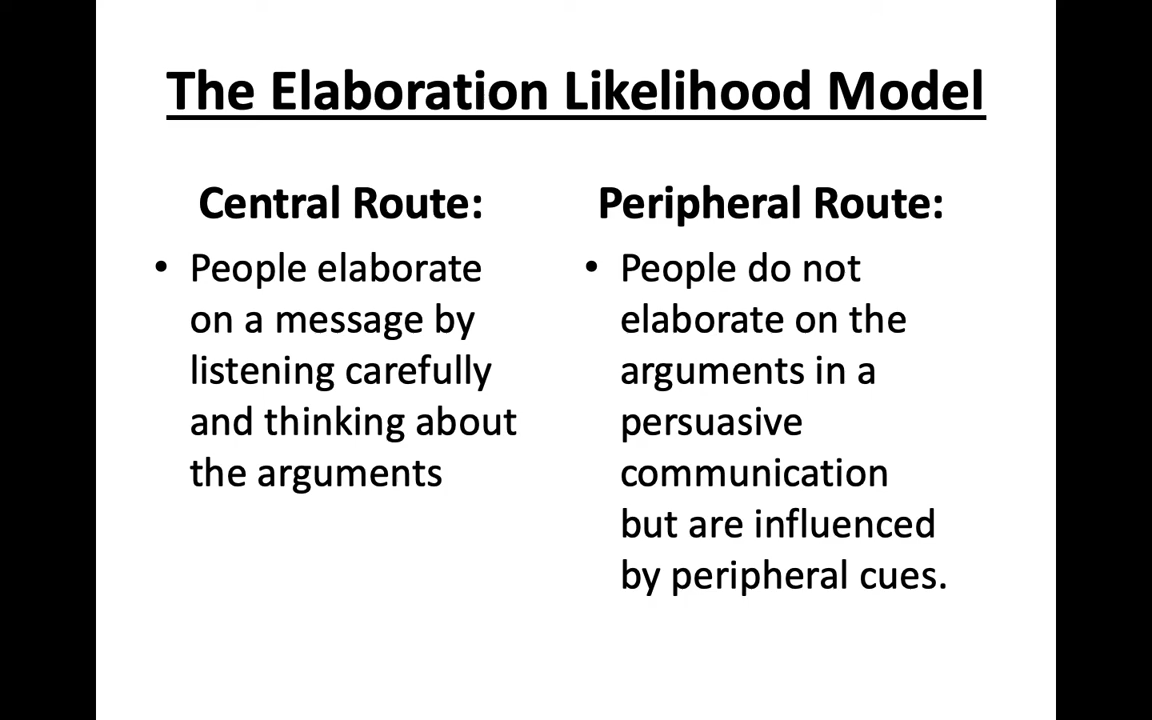 The Elaboration Likelihood Model
Central Route:
• People elaborate
on a message by
listening carefully
and thinking about
the arguments
Peripheral Route:
• People do not
elaborate on the
arguments in a
persuasive
communication
but are influenced
by peripheral cues.